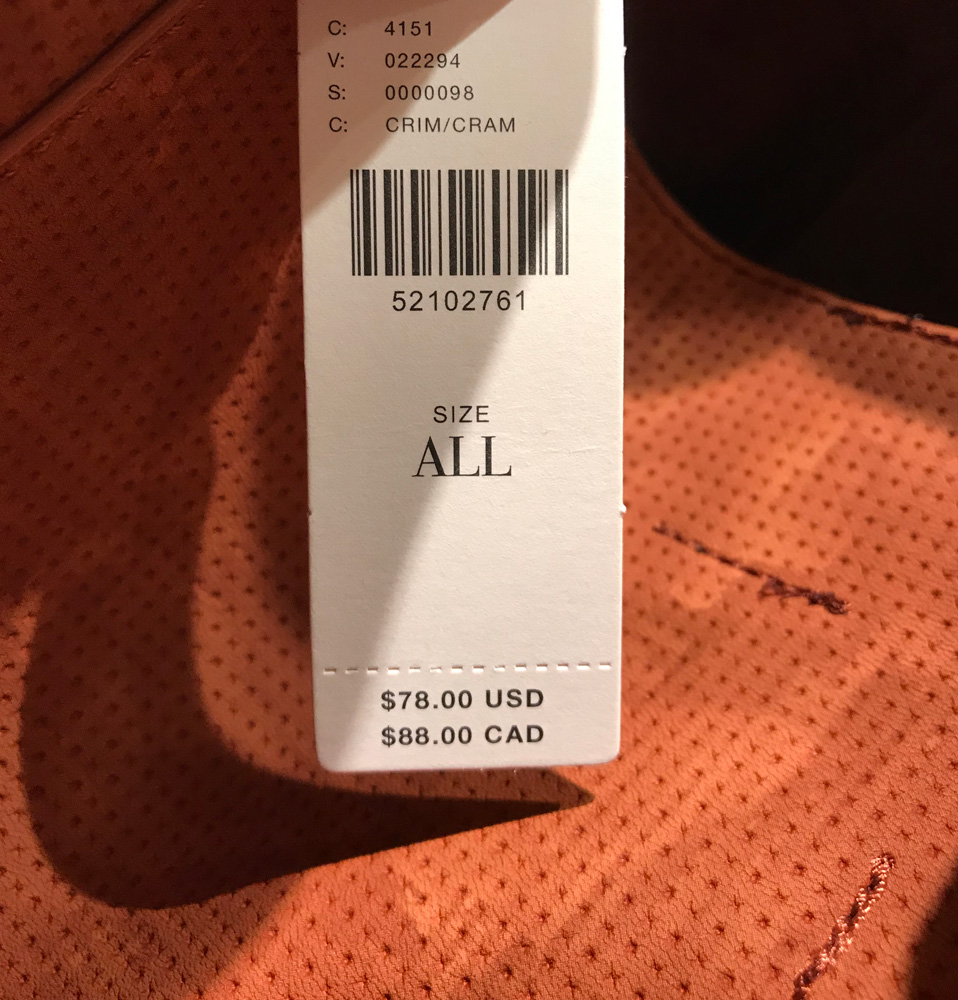 C: 4151
V: 022294
S: 0000098
C: CRIM/CRAM
52102761
SIZE
ALL
$78.00 USD
$88.00 CAD